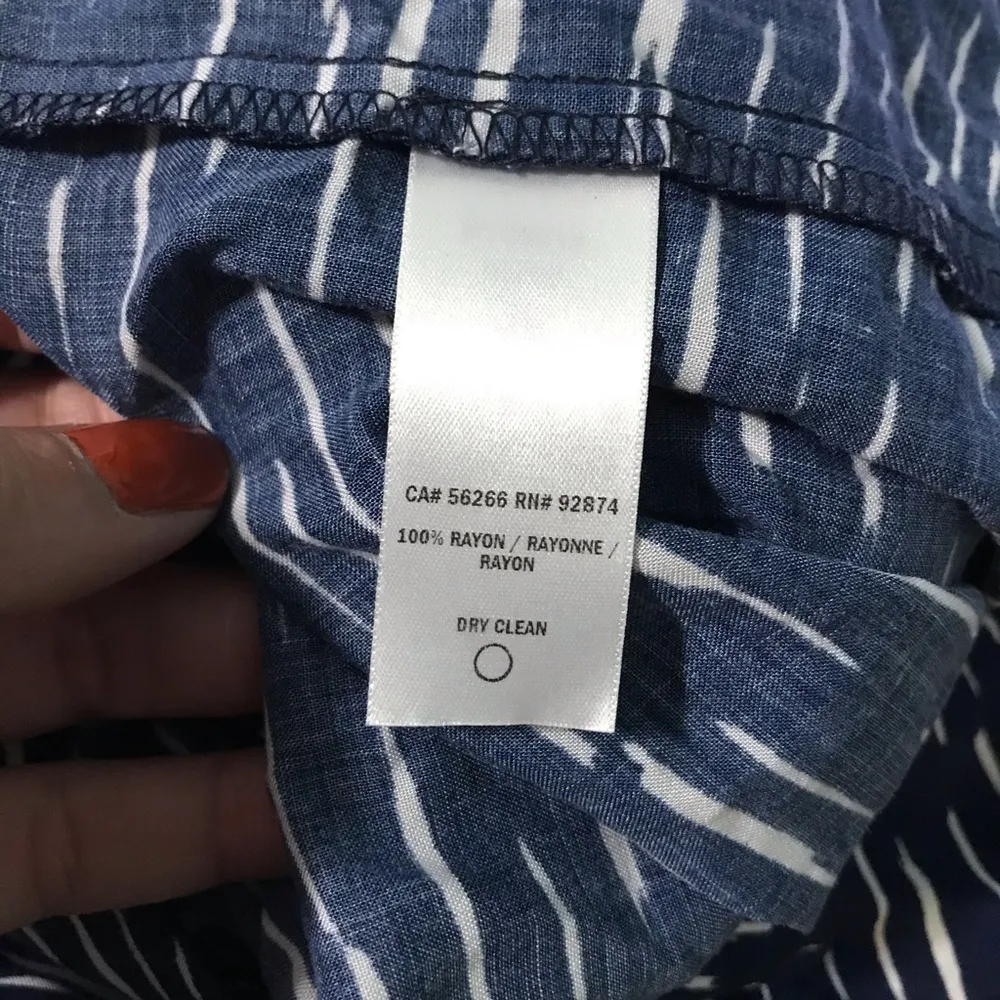 CA# 56266 RN# 92874
100% RAYON / RAYONNE /
RAYON
DRY CLEAN